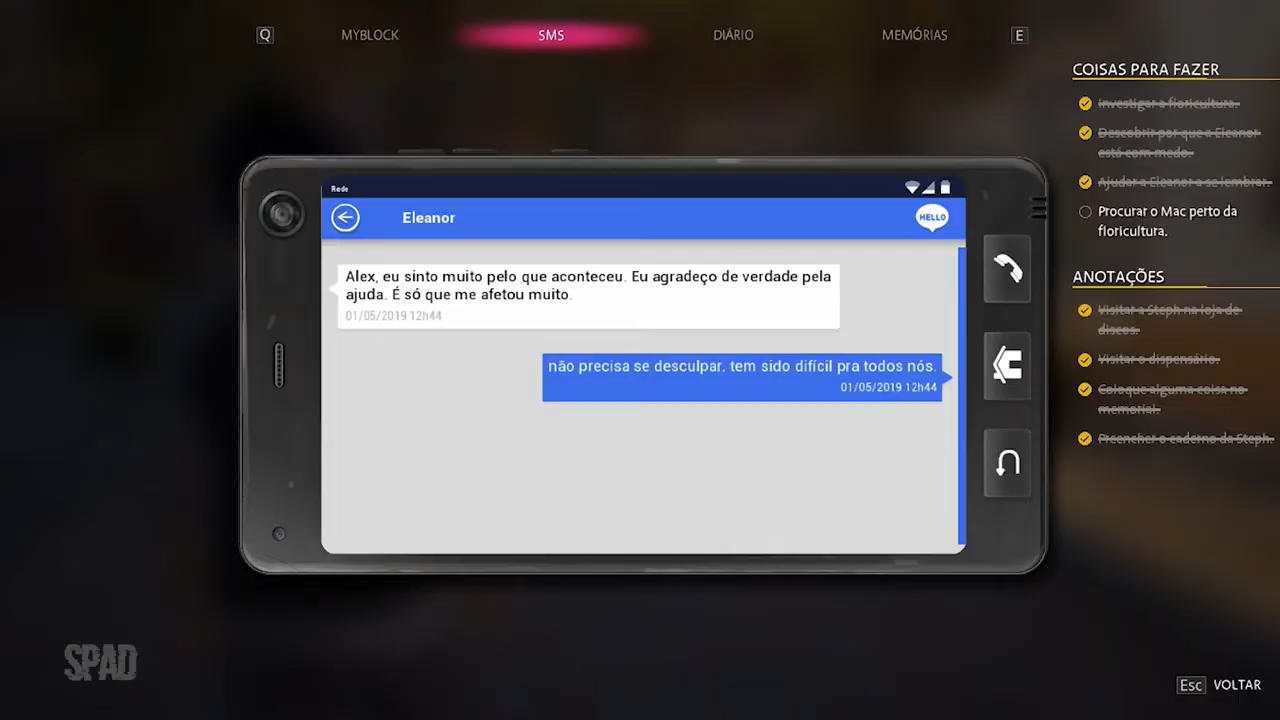 Q
MYBLOCK
SMS
DIÁRIO
MEMÓRIAS
E
COISAS PARA FAZER
Investigar a floricultura.
Descobrir por que a Eleanor
está com medo.
Ajudar a Eleanor a se lembrar.
Procurar o Mac perto da
floricultura.
ANOTAÇÕES
Visitar a Steph na loja de
discos.
Visitar o dispensário.
Coloque alguma coisa no
memorial.
Preencher o caderno da Steph.
Rede
Eleanor
HELLO
Alex, eu sinto muito pelo que aconteceu. Eu agradeço de verdade pela
ajuda. É só que me afetou muito.
01/05/2019 12h44
não precisa se desculpar, tem sido difícil pra todos nós.
01/05/2019 12h44
SPAD
Esc VOLTAR